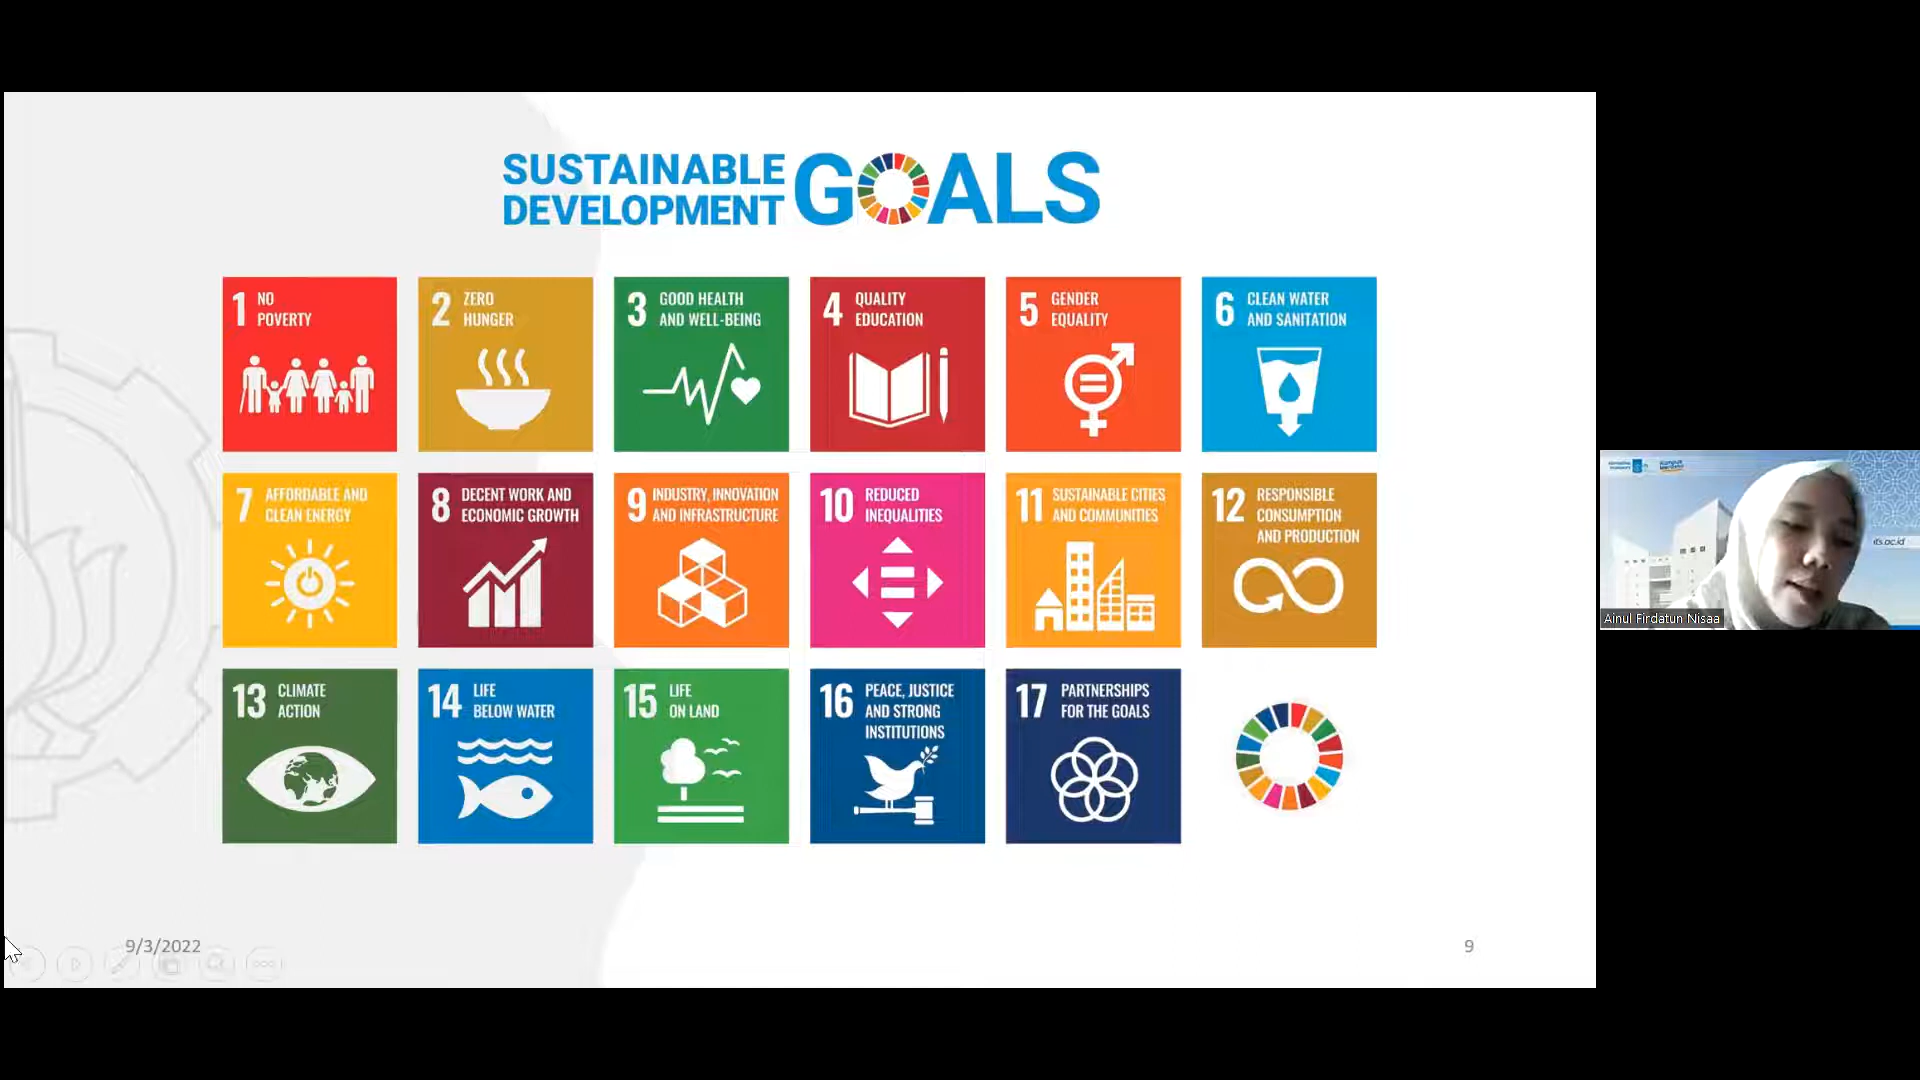 SUSTAINABLE
DEVELOPMENT
GOALS
1 NO
POVERTY
2 ZERO
HUNGER
3 GOOD HEALTH
AND WELL-BEING
4 QUALITY
EDUCATION
5 GENDER
EQUALITY
6 CLEAN WATER
AND SANITATION
7 AFFORDABLE AND
CLEAN ENERGY
8 DECENT WORK AND
ECONOMIC GROWTH
9 INDUSTRY, INNOVATION
AND INFRASTRUCTURE
10 REDUCED
INEQUALITIES
11 SUSTAINABLE CITIES
AND COMMUNITIES
12 RESPONSIBLE
CONSUMPTION
AND PRODUCTION
13 CLIMATE
ACTION
14 LIFE
BELOW WATER
15 LIFE
ON LAND
16 PEACE, JUSTICE
AND STRONG
INSTITUTIONS
17 PARTNERSHIPS
FOR THE GOALS
9/3/2022
9
its.ac.id
Ainul Firdatun Nisaa